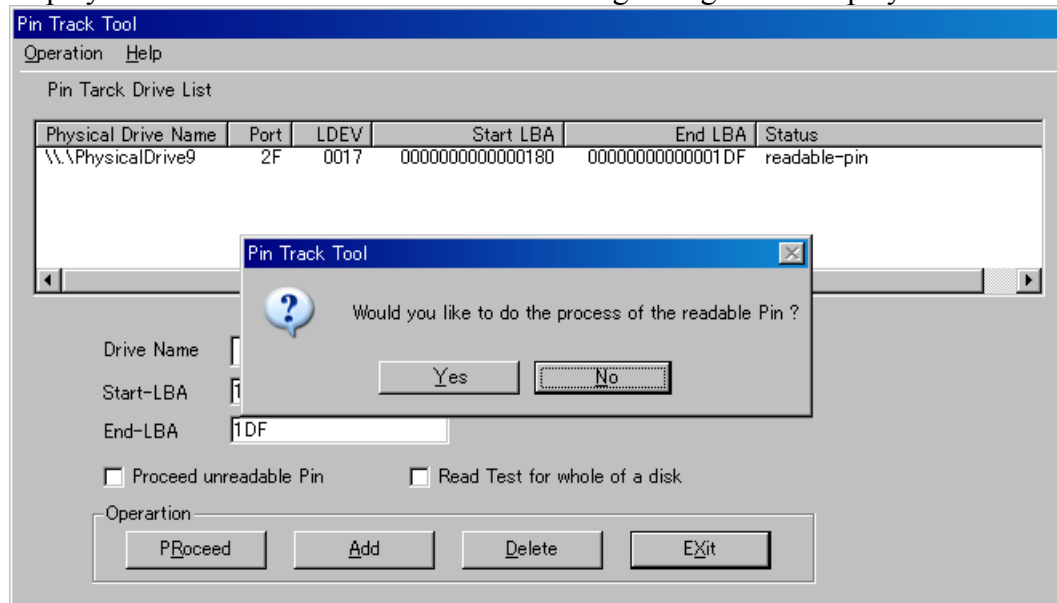 Pin Track Tool
Operation Help
Pin Tarck Drive List
Physical Drive Name Port LDEV Start LBA End LBA Status
\\.\PhysicalDrive9 2F 0017 0000000000000180 00000000000001DF readable-pin
Pin Track Tool
Would you like to do the process of the readable Pin ?
Yes No
Drive Name
Start-LBA 1
End-LBA 1DF
Proceed unreadable Pin Read Test for whole of a disk
Operartion
PRoceed Add Delete EXit